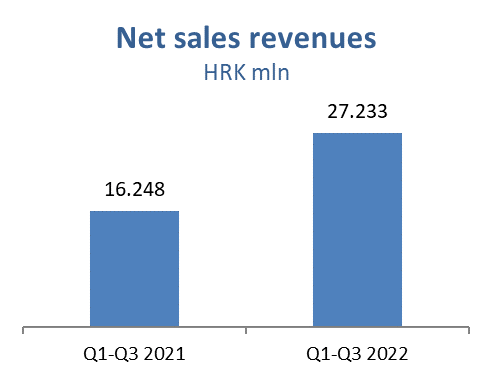 Net sales revenues
HRK mln
27.233
16.248
Q1-Q3 2021
Q1-Q3 2022